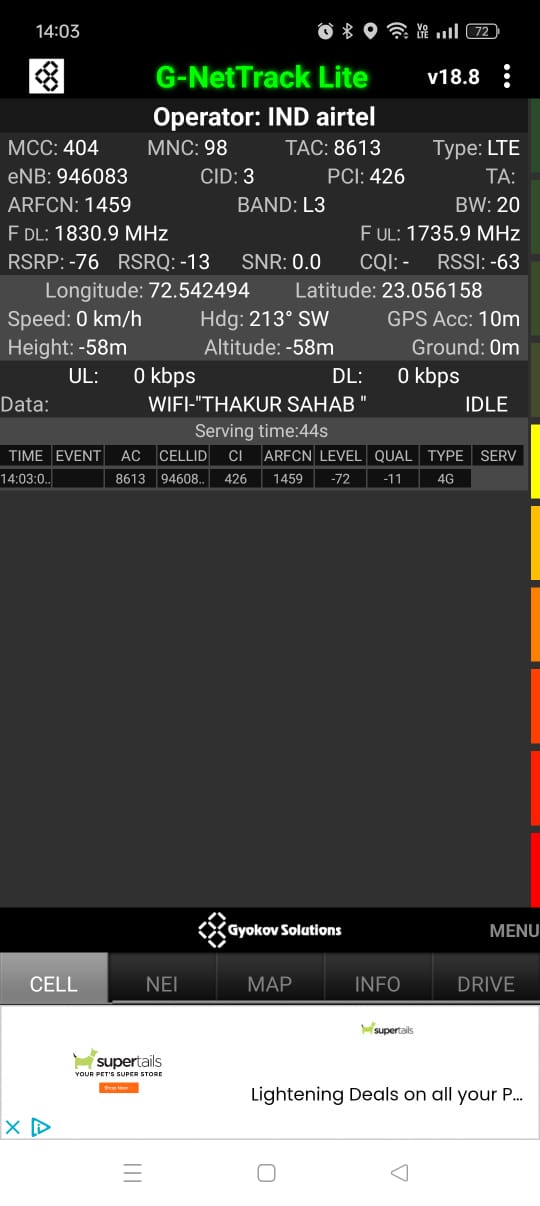 14:03 Vo LTE 72
G-NetTrack Lite v18.8
Operator: IND airtel
MCC: 404 MNC: 98 TAC: 8613 Type: LTE
eNB: 946083 CID: 3 PCI: 426 TA:
ARFCN: 1459 BAND: L3 BW: 20
F DL: 1830.9 MHz F UL: 1735.9 MHz
RSRP: -76 RSRQ: -13 SNR: 0.0 CQI: - RSSI: -63
Longitude: 72.542494 Latitude: 23.056158
Speed: 0 km/h Hdg: 213° SW GPS Acc: 10m
Height: -58m Altitude: -58m Ground: 0m
UL: 0 kbps DL: 0 kbps
Data: WIFI-"THAKUR SAHAB " IDLE
Serving time:44s
TIME EVENT AC CELLID CI ARFCN LEVEL QUAL TYPE SERV
14:03:0.. 8613 94608.. 426 1459 -72 -11 4G
Gyokov Solutions MENU
CELL NEI MAP INFO DRIVE
supertails
supertails
YOUR PET'S SUPER STORE
Shop Now
Lightening Deals on all your P...